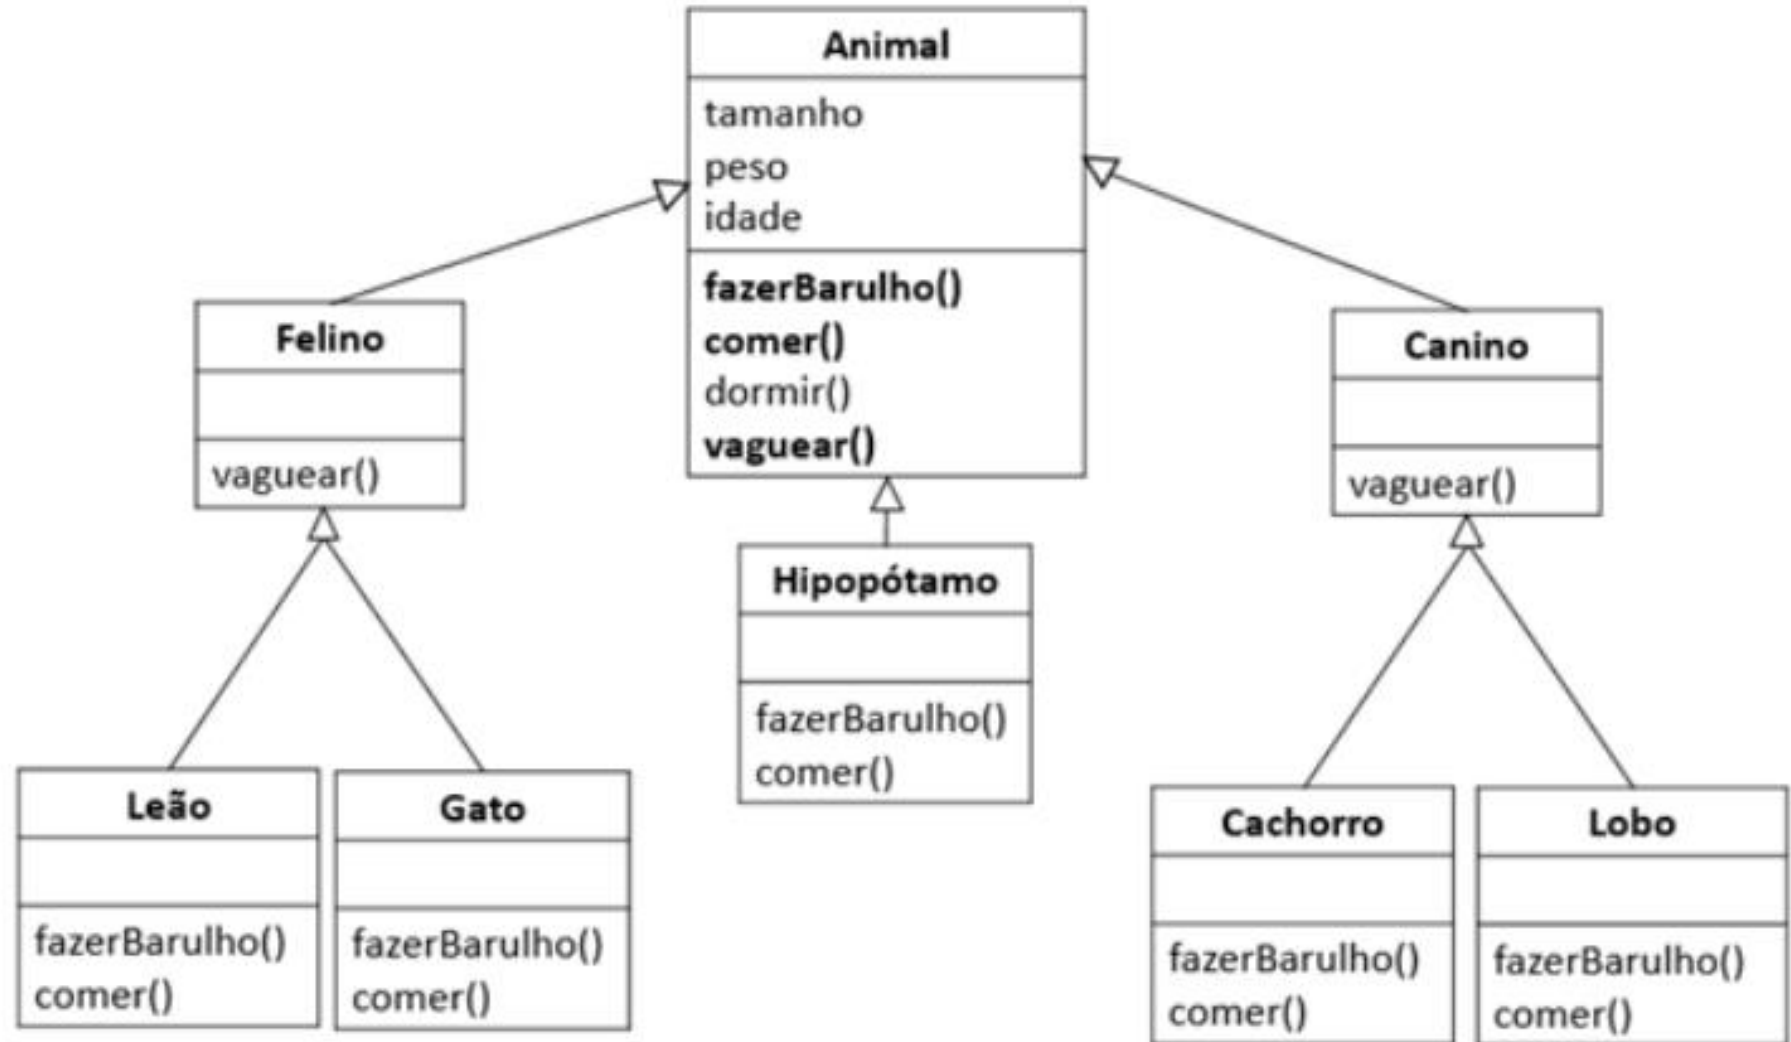 Animal
tamanho
peso
idade
fazerBarulho()
comer()
dormir()
vaguear()
Felino
vaguear()
Canino
vaguear()
Hipopótamo
fazerBarulho()
comer()
Leão
fazerBarulho()
comer()
Gato
fazerBarulho()
comer()
Cachorro
fazerBarulho()
comer()
Lobo
fazerBarulho()
comer()